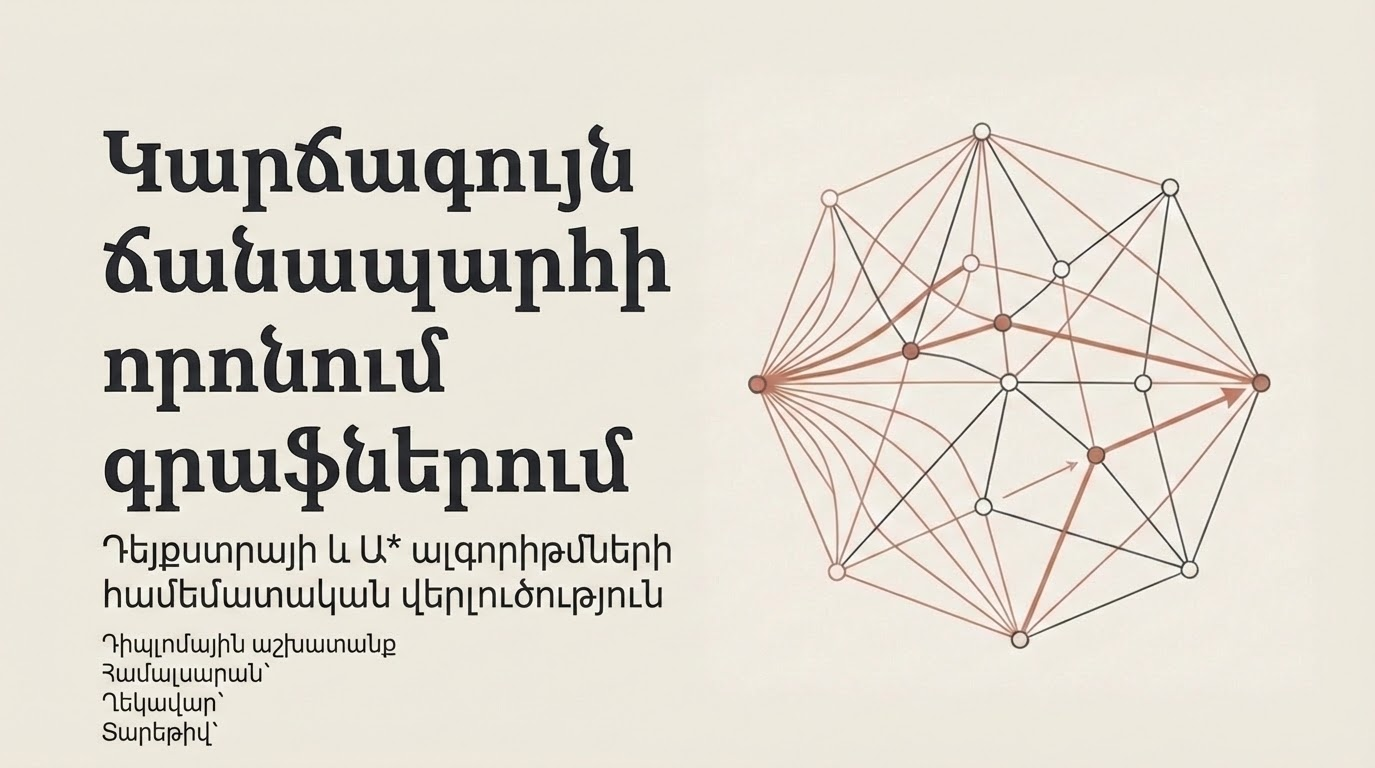 Կարճագույն
ճանապարհի
որոնում
գրաֆներում
Դեյքստրայի և Ա* ալգորիթմների
համեմատական վերլուծություն
Դիպլոմային աշխատանք
Համալսարան՝
Ղեկավար՝
Տարեթիվ՝